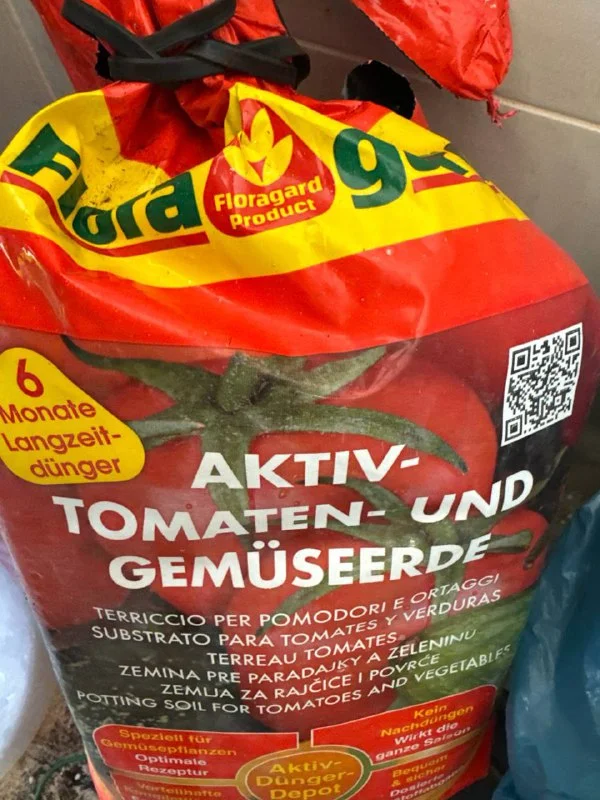 Flora
Floragard
Product
6
Monate
Langzeit-
dünger
AKTIV-
TOMATEN- UND
GEMÜSEERDE
TERRICCIO PER POMODORI E ORTAGGI
SUBSTRATO PARA TOMATES Y VERDURAS
TERREAU TOMATES
ZEMINA PRE PARADAJKY A ZELENINU
ZEMLJA ZA RAJČICE I POVRĆE
POTTING SOIL FOR TOMATOES AND VEGETABLES
Speziell für
Gemüsepflanzen
Optimale
Rezeptur
Vorteilhafte
Aktiv-
Dünger-
Depot
Kein
Nachdüngen
Wirkt die
ganze Saison
Bequem
& sicher